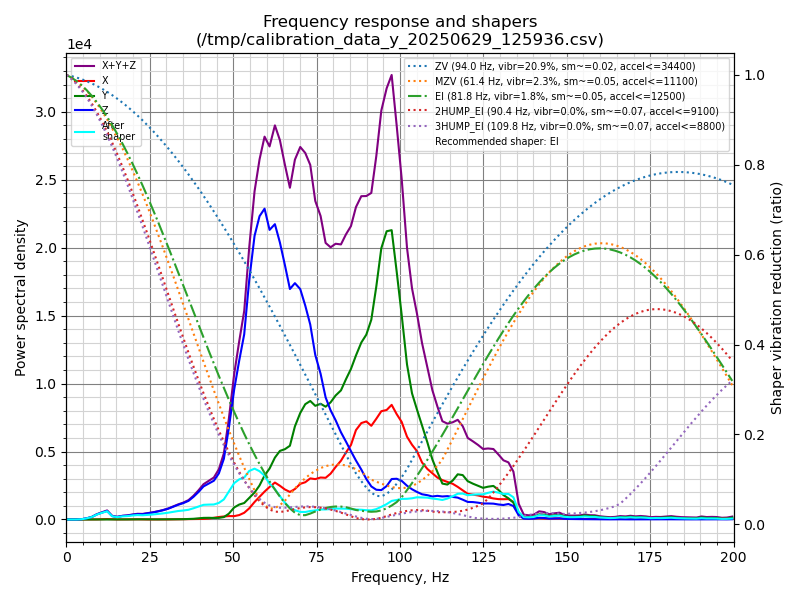 Frequency response and shapers
(/tmp/calibration_data_y_20250629_125936.csv)
1e4
X+Y+Z
X
Y
Z
After
shaper
ZV (94.0 Hz, vibr=20.9%, sm~=0.02, accel<=34400)
MZV (61.4 Hz, vibr=2.3%, sm~=0.05, accel<=11100)
EI (81.8 Hz, vibr=1.8%, sm~=0.05, accel<=12500)
2HUMP_EI (90.4 Hz, vibr=0.0%, sm~=0.07, accel<=9100)
3HUMP_EI (109.8 Hz, vibr=0.0%, sm~=0.07, accel<=8800)
Recommended shaper: EI
Power spectral density
3.0
2.5
2.0
1.5
1.0
0.5
0.0
1.0
0.8
0.6
0.4
0.2
0.0
Shaper vibration reduction (ratio)
0 25 50 75 100 125 150 175 200
Frequency, Hz